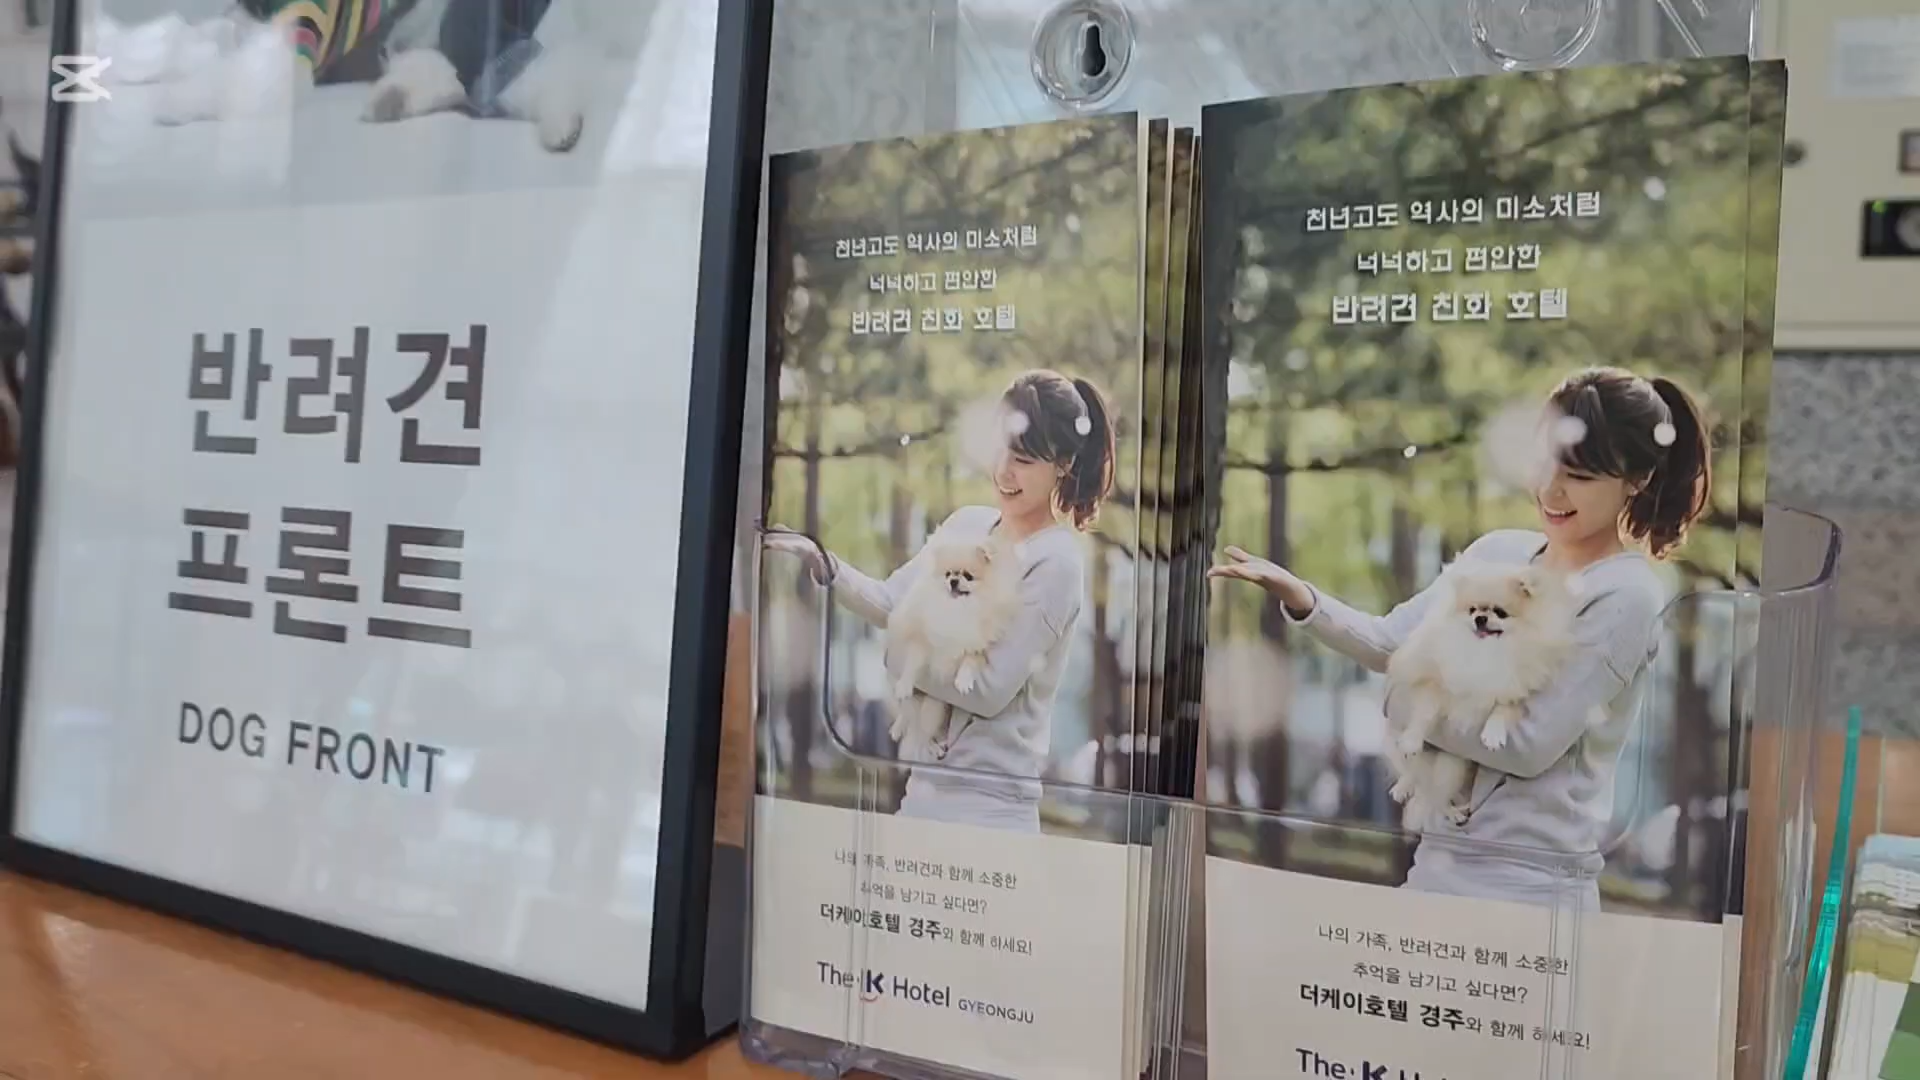 반려견
프론트
DOG FRONT
천년고도 역사의 미소처럼
넉넉하고 편안한
반려견 친화 호텔
나의 가족, 반려견과 함께 소중한
추억을 남기고 싶다면?
더케이호텔 경주와 함께 하세요!
The K Hotel GYEONGJU
천년고도 역사의 미소처럼
넉넉하고 편안한
반려견 친화 호텔
나의 가족, 반려견과 함께 소중한
추억을 남기고 싶다면?
더케이호텔 경주와 함께 하세요!
The K